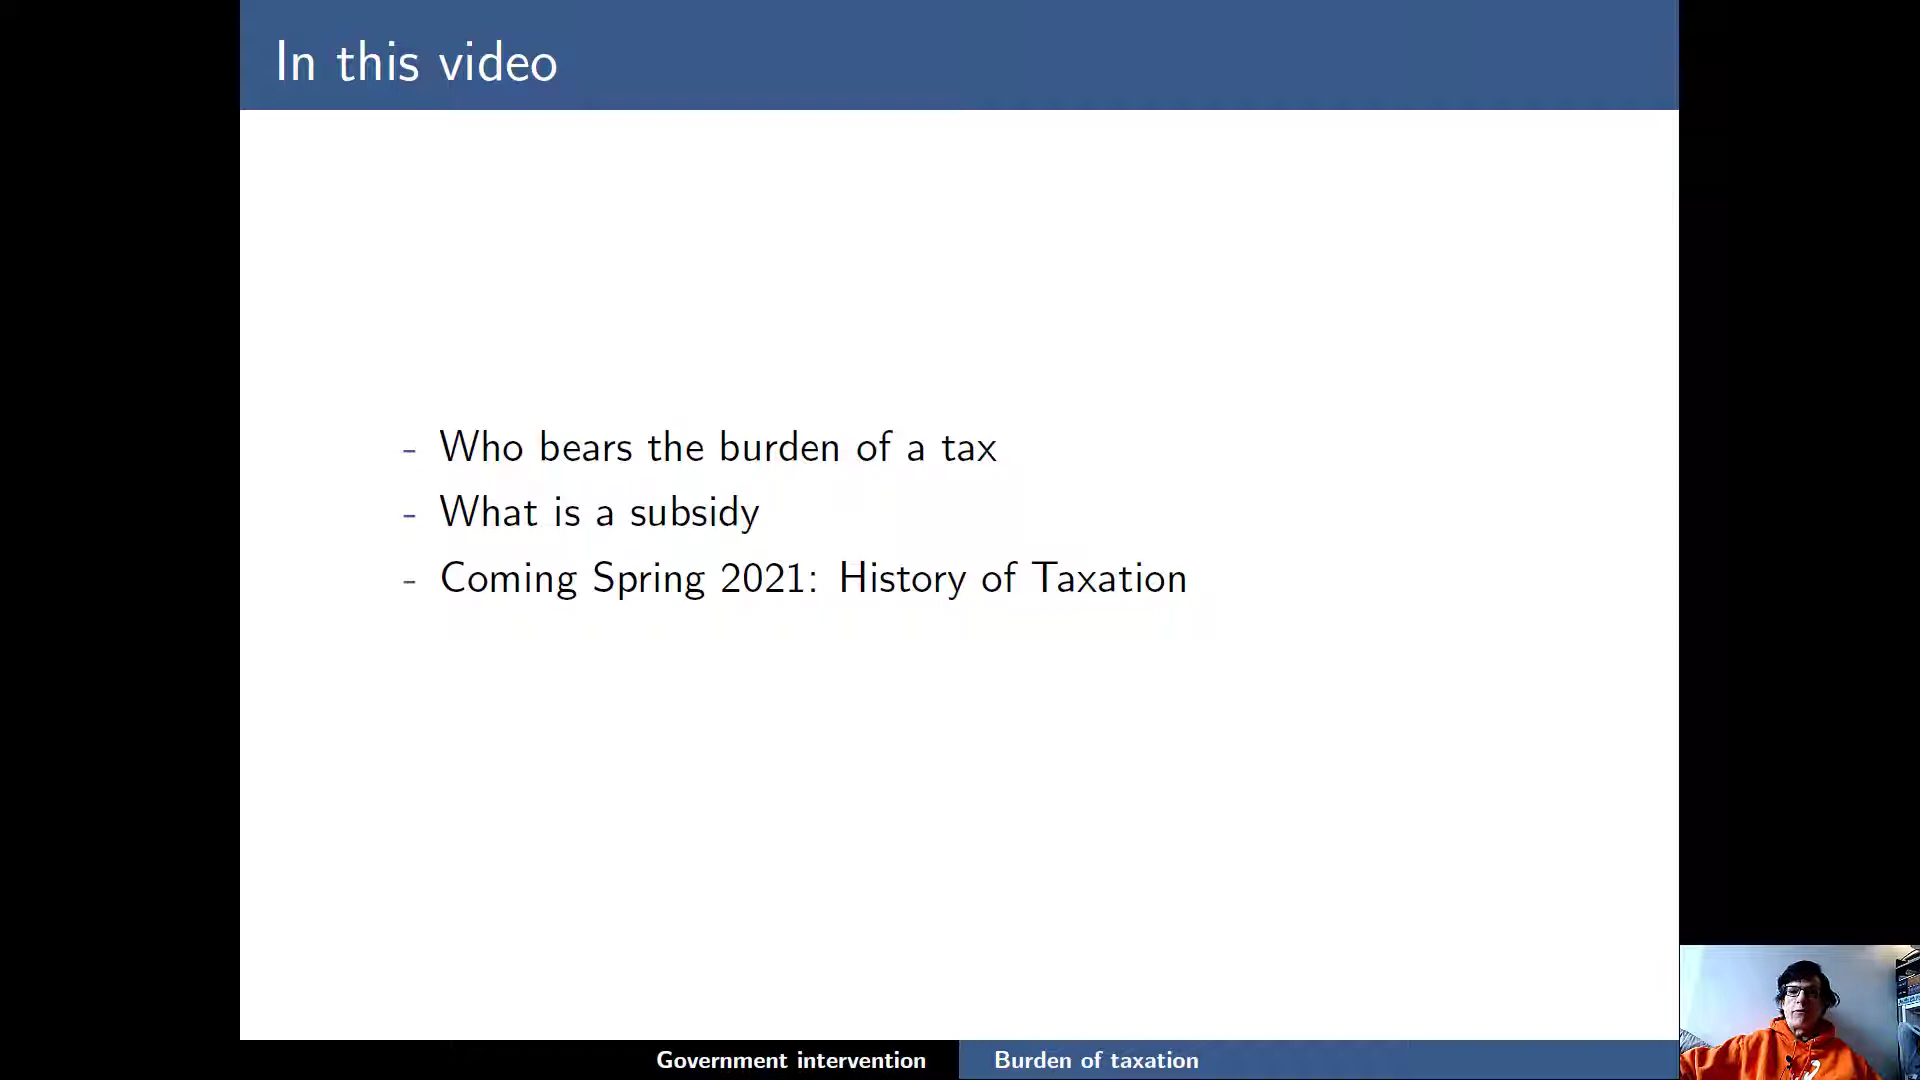 In this video
- Who bears the burden of a tax
- What is a subsidy
- Coming Spring 2021: History of Taxation
Government intervention
Burden of taxation